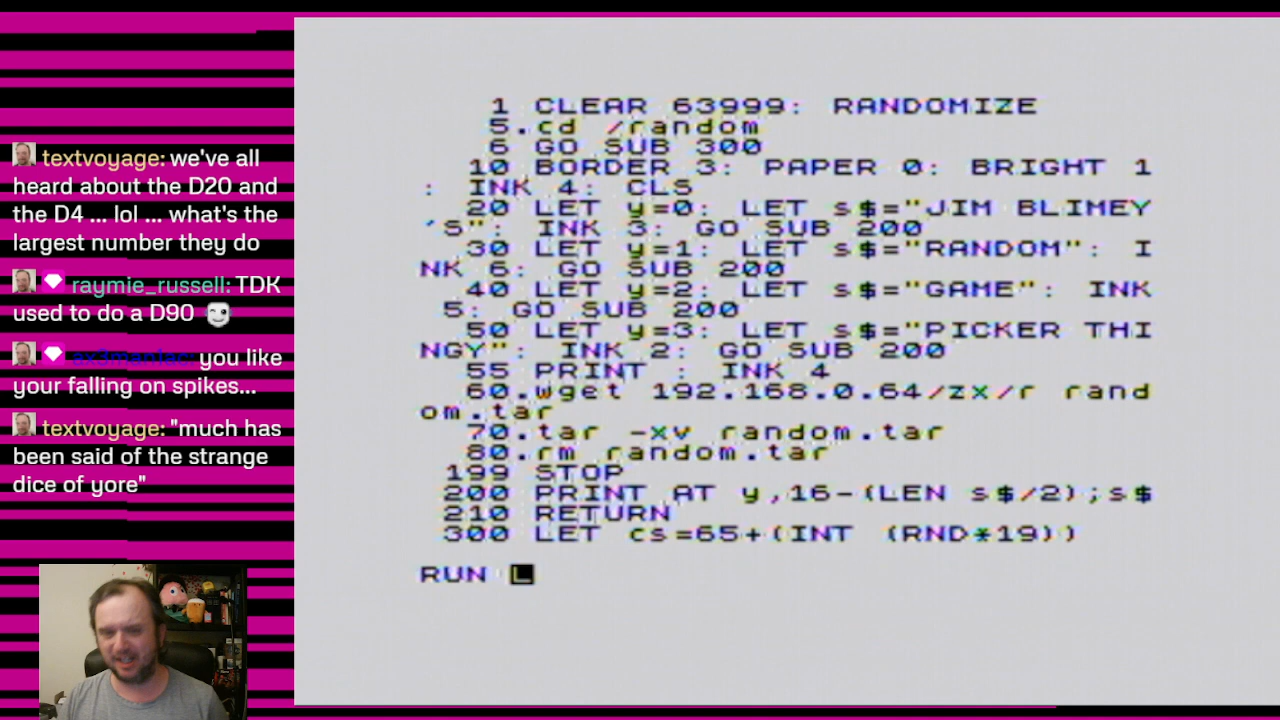 textvoyage: we've all
heard about the D20 and
the D4 ... lol ... what's the
largest number they do
raymie_russell: TDK
used to do a D90
ax3maniac: you like
your falling on spikes...
textvoyage: "much has
been said of the strange
dice of yore"
1 CLEAR 63999: RANDOMIZE
5.cd /random
6 GO SUB 300
10 BORDER 3: PAPER 0: BRIGHT 1
: INK 4: CLS
20 LET y=0: LET s$="JIM BLIMEY
'S": INK 3: GO SUB 200
30 LET y=1: LET s$="RANDOM": I
NK 6: GO SUB 200
40 LET y=2: LET s$="GAME": INK
5: GO SUB 200
50 LET y=3: LET s$="PICKER THI
NGY": INK 2: GO SUB 200
55 PRINT : INK 4
60.wget 192.168.0.64/zx/r rand
om.tar
70.tar -xv random.tar
80.rm random.tar
199 STOP
200 PRINT AT y,16-(LEN s$/2);s$
210 RETURN
300 LET cs=65+(INT (RND*19))
RUN L